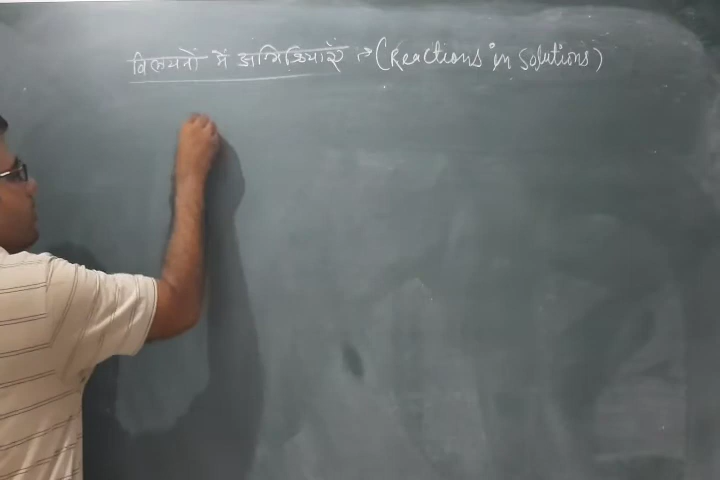 विलयनों में अभिक्रियाएं :→ (Reactions in Solutions)